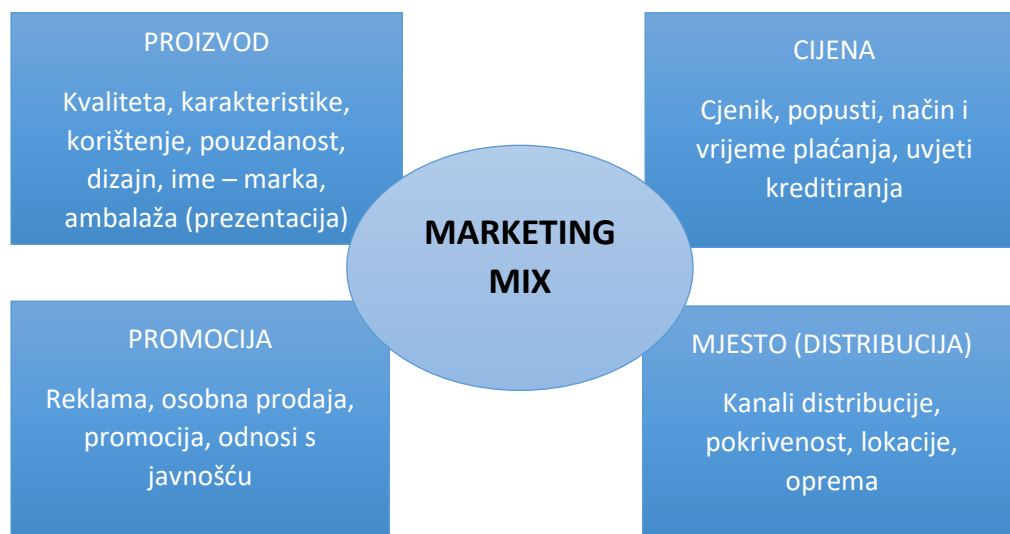 PROIZVOD
Kvaliteta, karakteristike,
korištenje, pouzdanost,
dizajn, ime – marka,
ambalaža (prezentacija)
CIJENA
Cjenik, popusti, način i
vrijeme plaćanja, uvjeti
kreditiranja
MARKETING
MIX
PROMOCIJA
Reklama, osobna prodaja,
promocija, odnosi s
javnošću
MJESTO (DISTRIBUCIJA)
Kanali distribucije,
pokrivenost, lokacije,
oprema